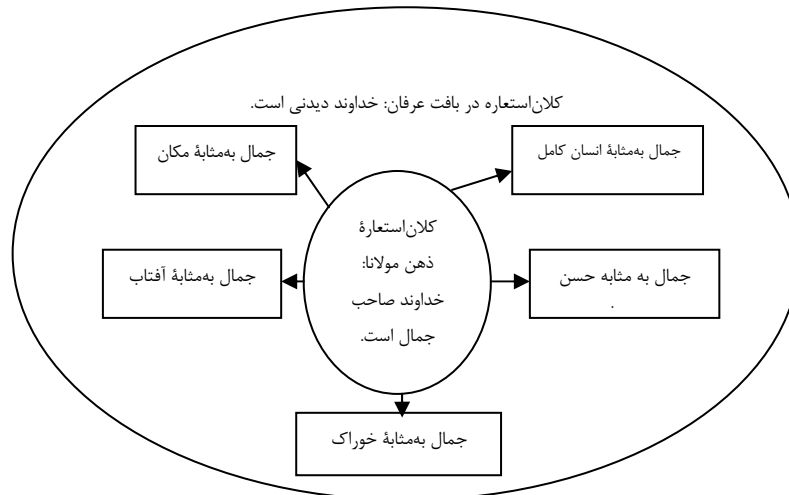 کلان‌استعاره در بافت عرفان: خداوند دیدنی است.
جمال به‌مثابهٔ انسان کامل
جمال به‌مثابهٔ مکان
کلان‌استعارهٔ
ذهن مولانا:
خداوند صاحب
جمال است.
جمال به مثابه حسن
.
جمال به‌مثابهٔ آفتاب
جمال به‌مثابهٔ خوراک